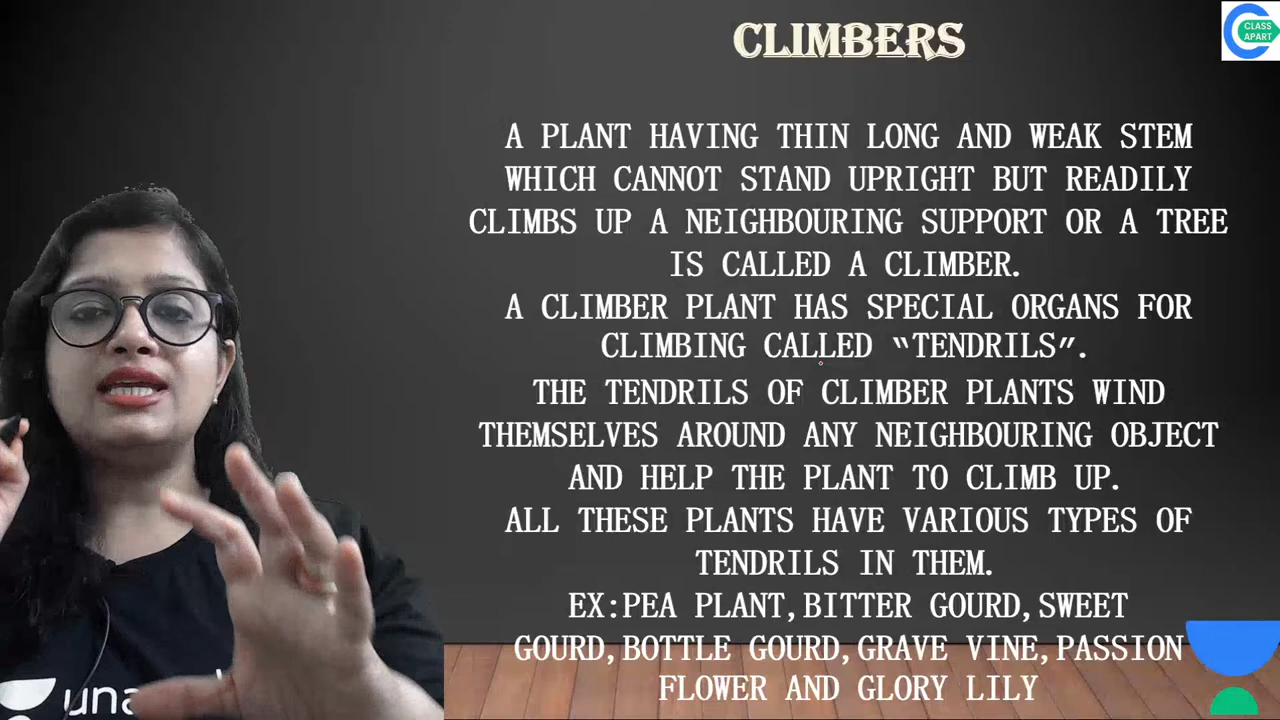 CLIMBERS
CLASS
APART
A PLANT HAVING THIN LONG AND WEAK STEM
WHICH CANNOT STAND UPRIGHT BUT READILY
CLIMBS UP A NEIGHBOURING SUPPORT OR A TREE
IS CALLED A CLIMBER.
A CLIMBER PLANT HAS SPECIAL ORGANS FOR
CLIMBING CALLED “TENDRILS”.
THE TENDRILS OF CLIMBER PLANTS WIND
THEMSELVES AROUND ANY NEIGHBOURING OBJECT
AND HELP THE PLANT TO CLIMB UP.
ALL THESE PLANTS HAVE VARIOUS TYPES OF
TENDRILS IN THEM.
EX:PEA PLANT,BITTER GOURD,SWEET
GOURD,BOTTLE GOURD,GRAVE VINE,PASSION
FLOWER AND GLORY LILY